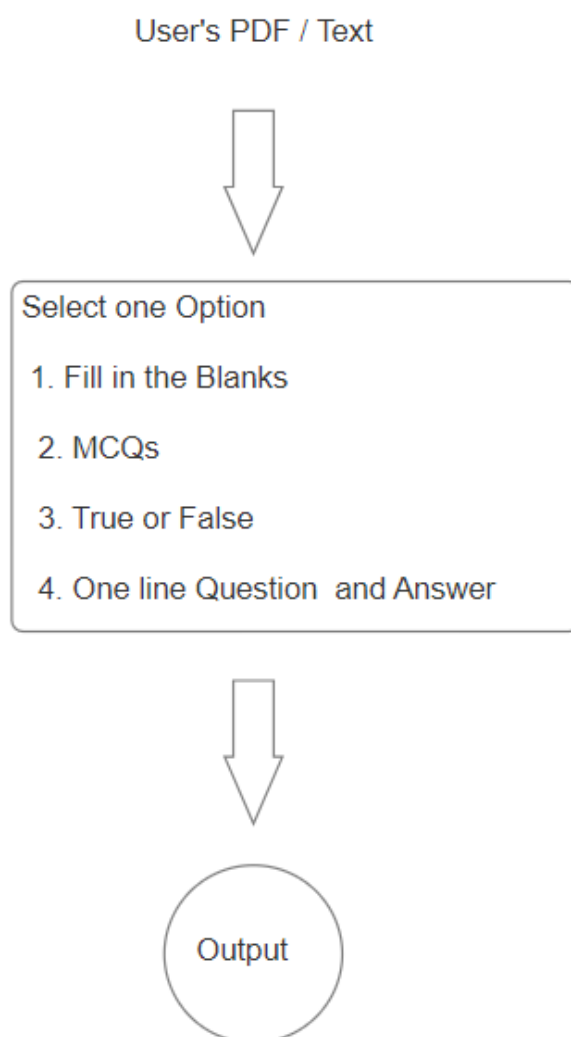 User's PDF / Text
Select one Option
1. Fill in the Blanks
2. MCQs
3. True or False
4. One line Question and Answer
Output